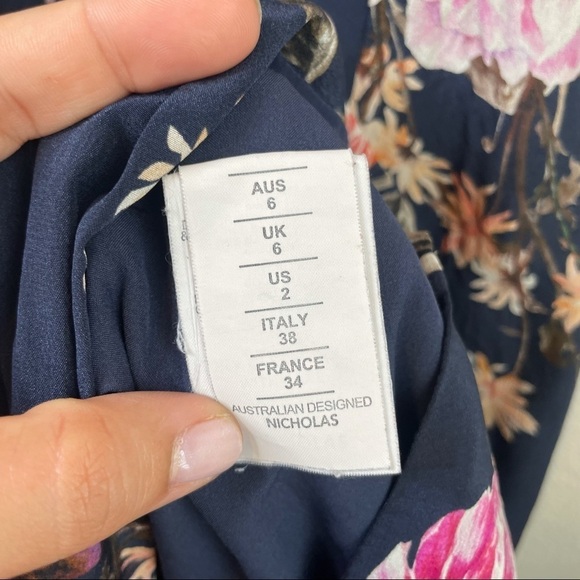 AUS
6
UK
6
US
2
ITALY
38
FRANCE
34
AUSTRALIAN DESIGNED
NICHOLAS